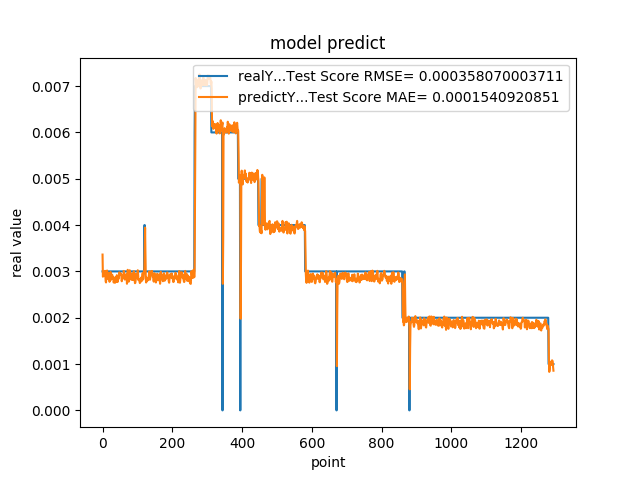 model predict
realY...Test Score RMSE= 0.000358070003711
predictY...Test Score MAE= 0.0001540920851
real value
0.007
0.006
0.005
0.004
0.003
0.002
0.001
0.000
0 200 400 600 800 1000 1200
point